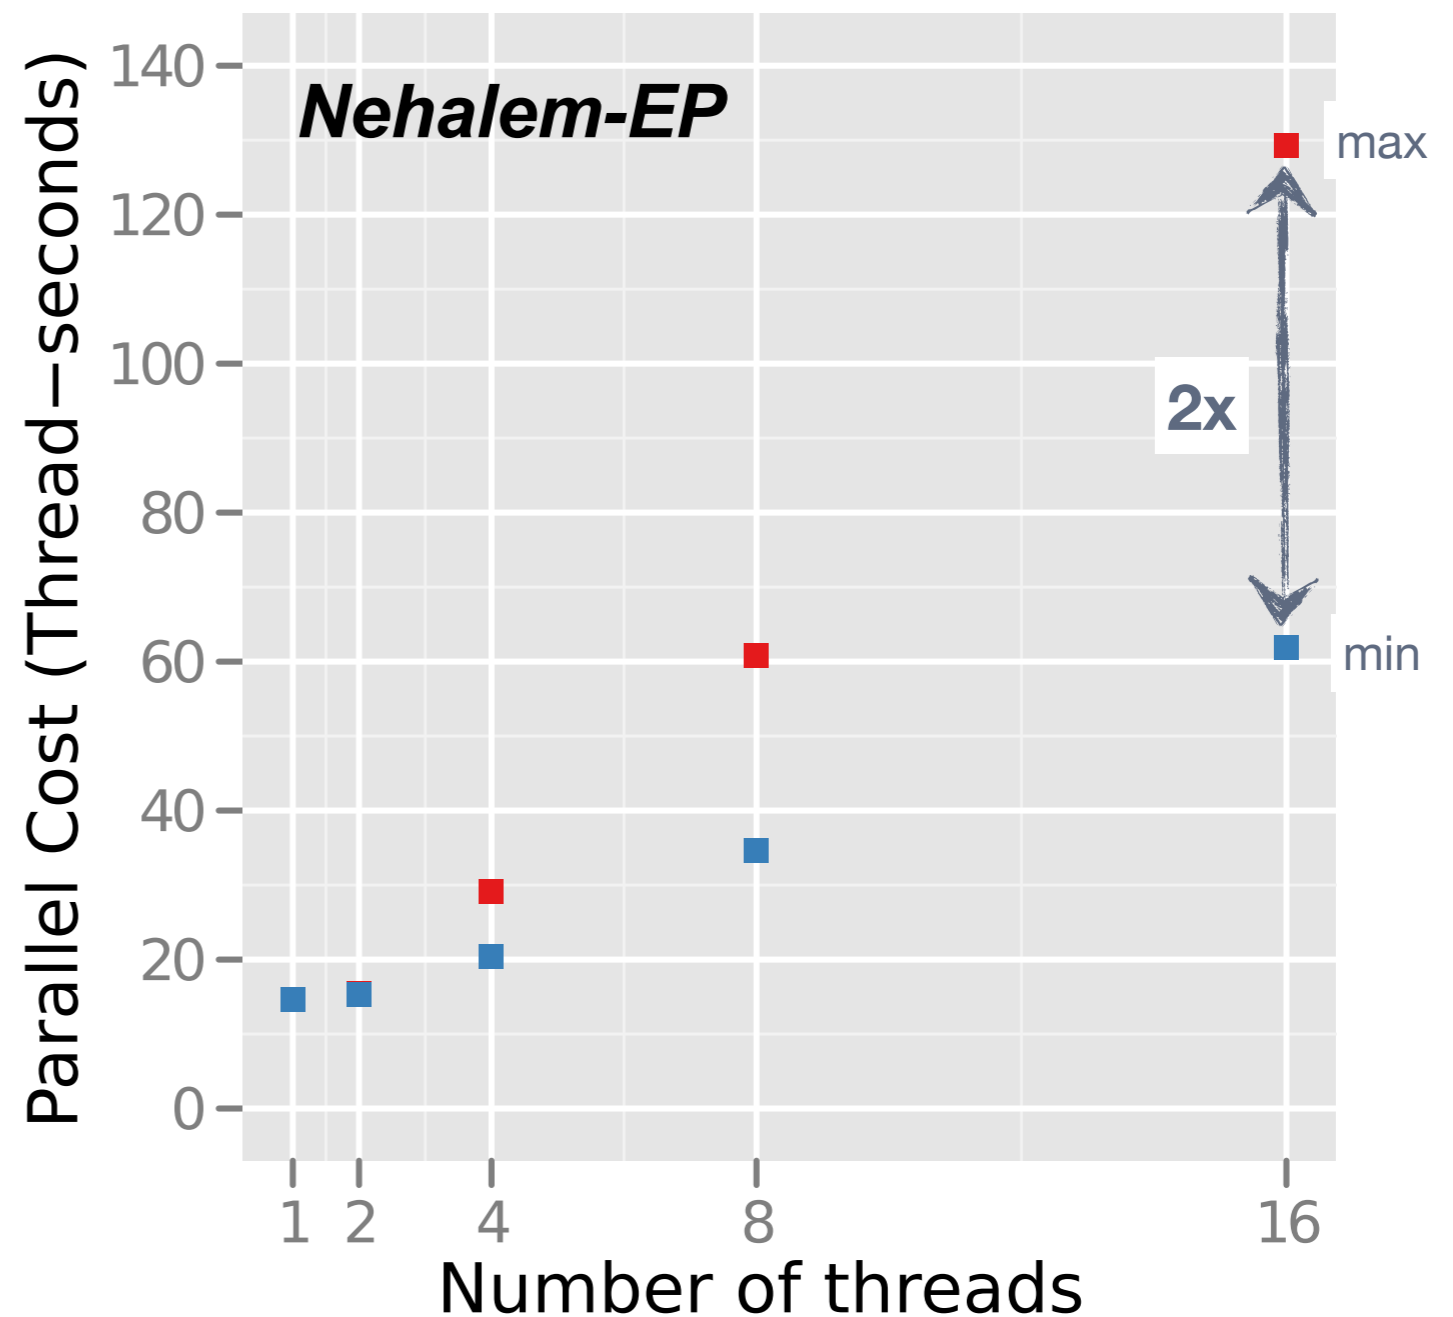 Parallel Cost (Thread−seconds)
140
120
100
80
60
40
20
0
Nehalem-EP
max
2x
min
1 2 4 8 16
Number of threads